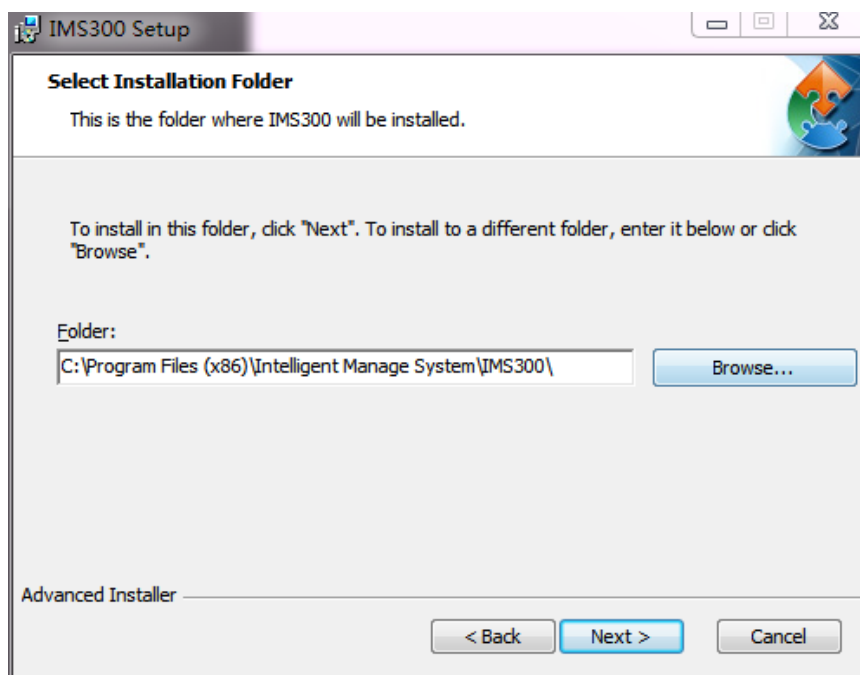 IMS300 Setup
Select Installation Folder
This is the folder where IMS300 will be installed.
To install in this folder, click "Next". To install to a different folder, enter it below or click
"Browse".
Folder:
C:\Program Files (x86)\Intelligent Manage System\IMS300\
Browse...
Advanced Installer
< Back
Next >
Cancel